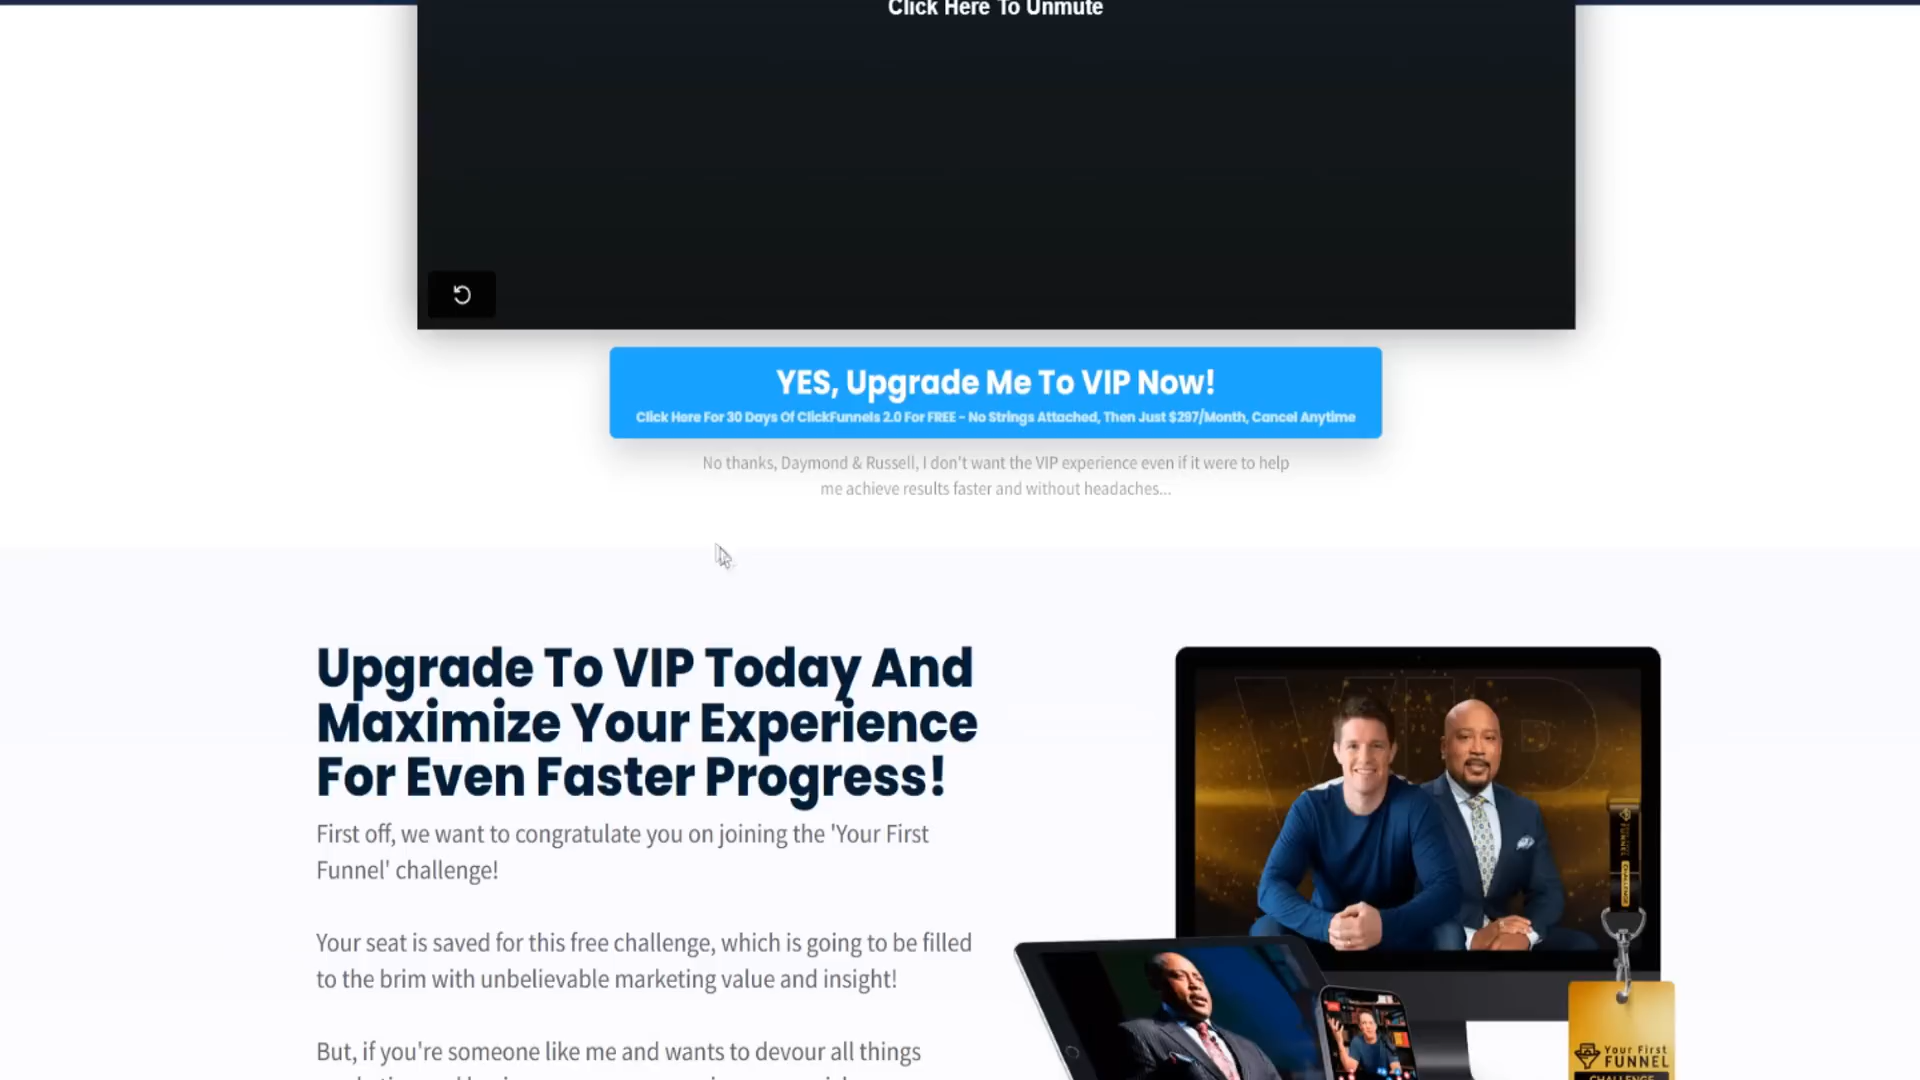 Click Here To Unmute
YES, Upgrade Me To VIP Now!
Click Here For 30 Days Of ClickFunnels 2.0 For FREE - No Strings Attached, Then Just $297/Month, Cancel Anytime
No thanks, Daymond & Russell, I don't want the VIP experience even if it were to help
me achieve results faster and without headaches...
Upgrade To VIP Today And
Maximize Your Experience
For Even Faster Progress!
First off, we want to congratulate you on joining the 'Your First
Funnel' challenge!
Your seat is saved for this free challenge, which is going to be filled
to the brim with unbelievable marketing value and insight!
But, if you're someone like me and wants to devour all things
VIP
Your First
FUNNEL
CHALLENGE